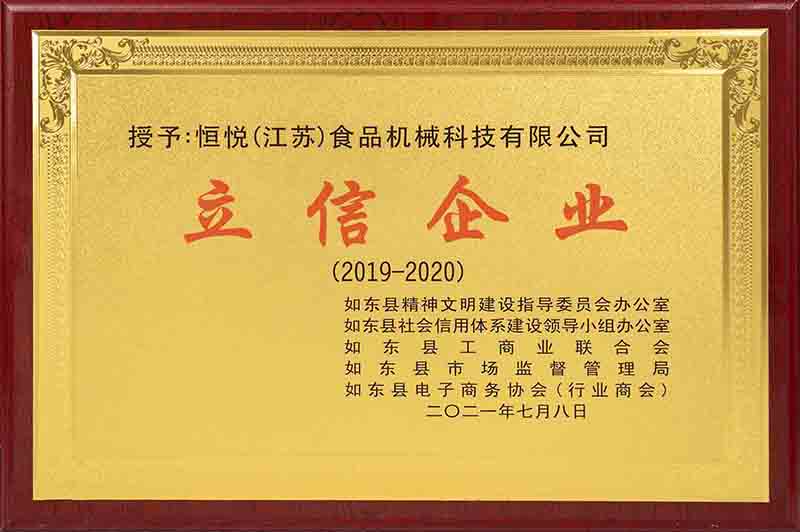 授予:恒悦(江苏)食品机械科技有限公司
立信企业
(2019-2020)
如东县精神文明建设指导委员会办公室
如东县社会信用体系建设领导小组办公室
如东县工商业联合会
如东县市场监督管理局
如东县电子商务协会(行业商会)
二〇二一年七月八日